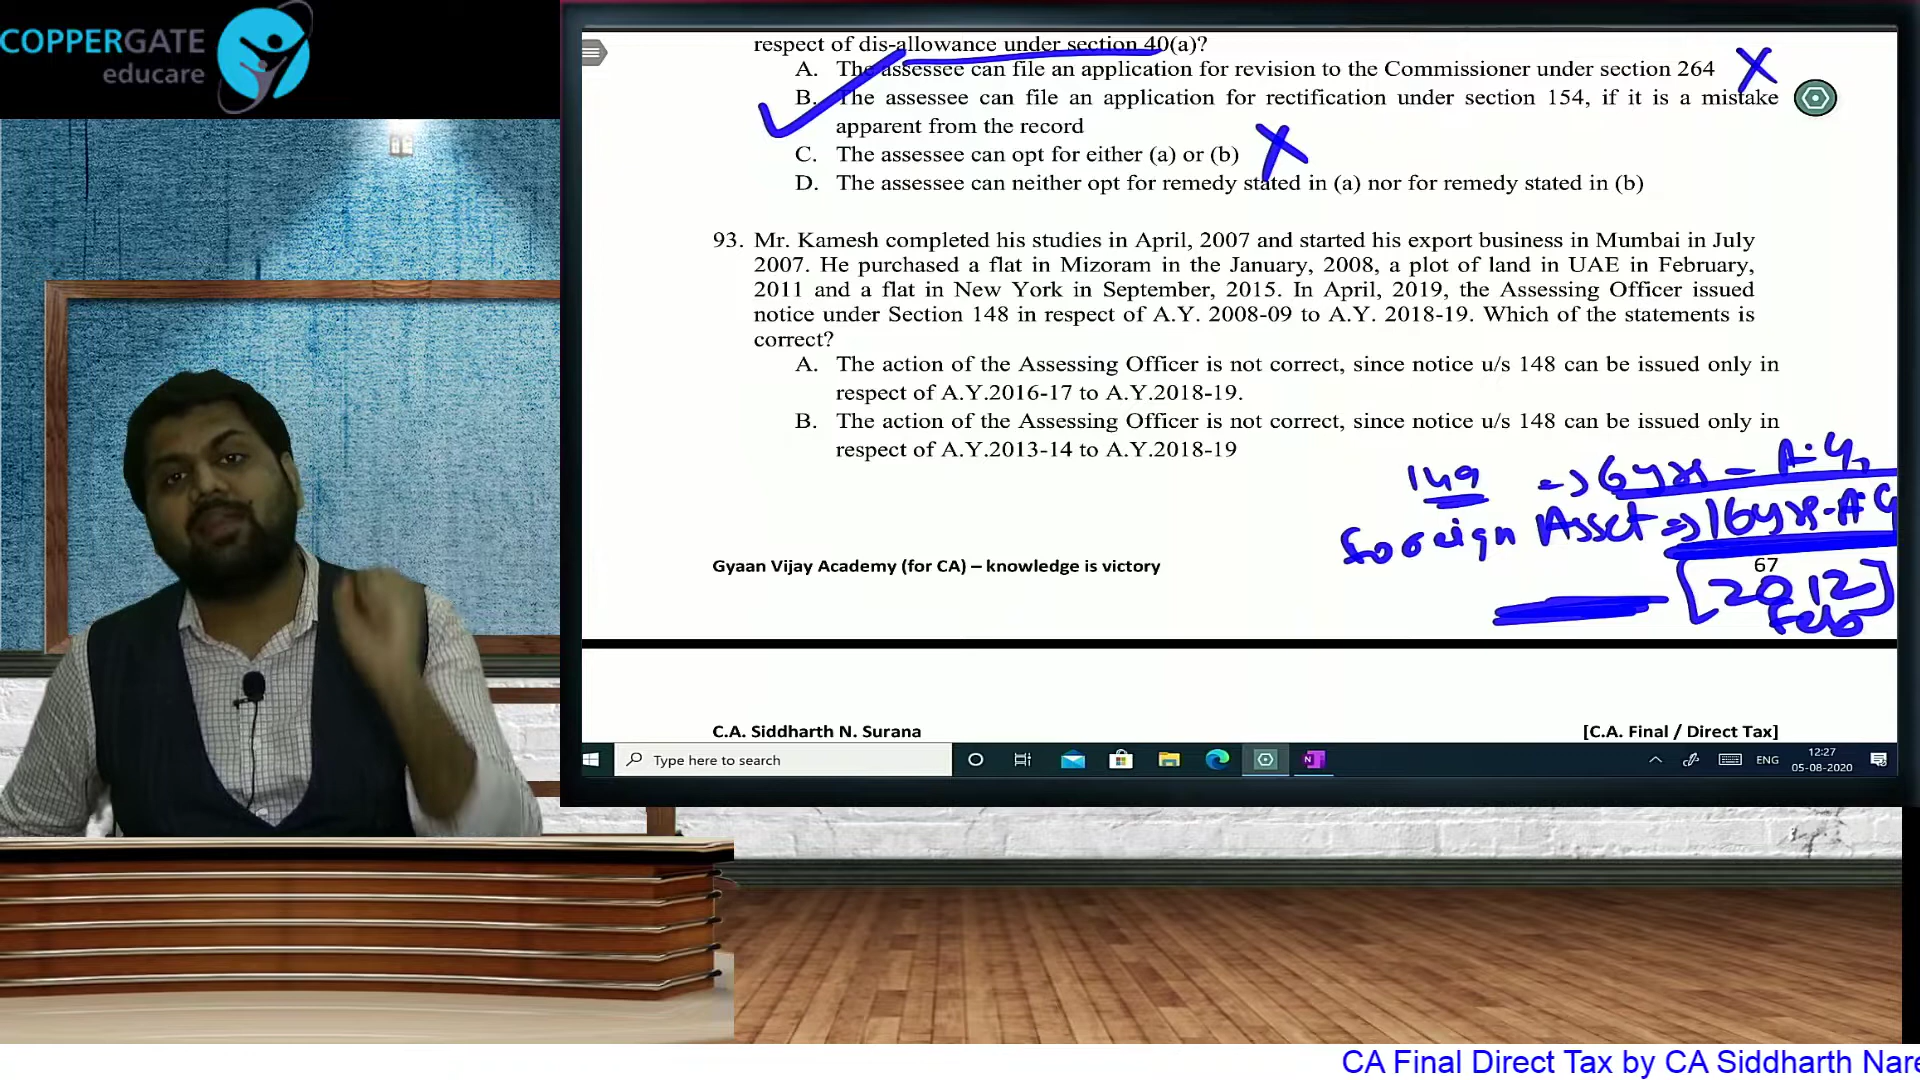 COPPERGATE
educare
respect of dis-allowance under section 40(a)?
A. The assessee can file an application for revision to the Commissioner under section 264
B. The assessee can file an application for rectification under section 154, if it is a mistake
apparent from the record
C. The assessee can opt for either (a) or (b)
D. The assessee can neither opt for remedy stated in (a) nor for remedy stated in (b)
93. Mr. Kamesh completed his studies in April, 2007 and started his export business in Mumbai in July
2007. He purchased a flat in Mizoram in the January, 2008, a plot of land in UAE in February,
2011 and a flat in New York in September, 2015. In April, 2019, the Assessing Officer issued
notice under Section 148 in respect of A.Y. 2008-09 to A.Y. 2018-19. Which of the statements is
correct?
A. The action of the Assessing Officer is not correct, since notice u/s 148 can be issued only in
respect of A.Y.2016-17 to A.Y.2018-19.
B. The action of the Assessing Officer is not correct, since notice u/s 148 can be issued only in
respect of A.Y.2013-14 to A.Y.2018-19
149 => 6 yrs - A.Y.
foreign Asset => 16 yrs - A.Y
Gyaan Vijay Academy (for CA) – knowledge is victory
67
[2012]
Feb
C.A. Siddharth N. Surana
[C.A. Final / Direct Tax]
Type here to search
ENG
12:27
05-08-2020
CA Final Direct Tax by CA Siddharth Nare